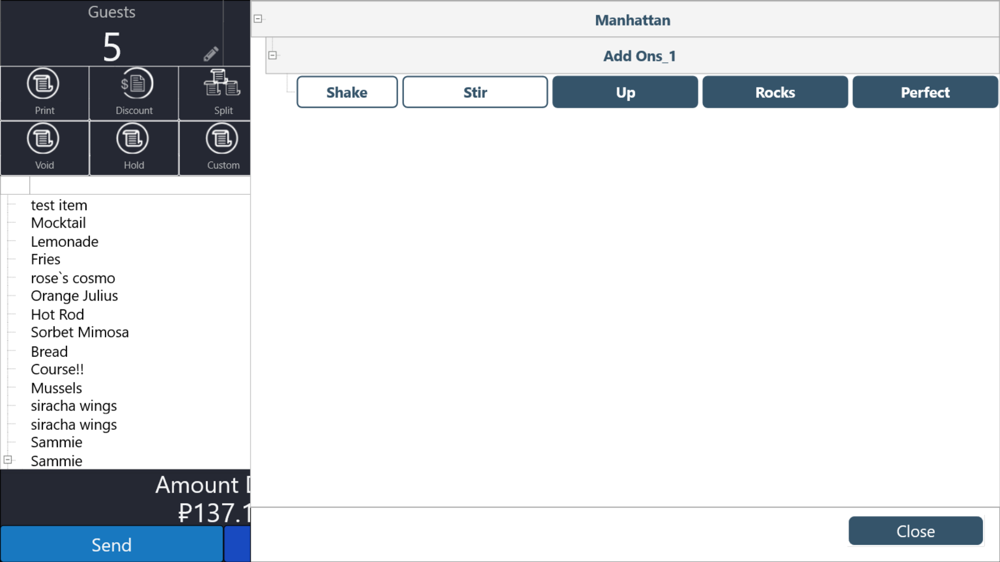 Guests
5
Print
Discount
Split
Void
Hold
Custom
test item
Mocktail
Lemonade
Fries
rose`s cosmo
Orange Julius
Hot Rod
Sorbet Mimosa
Bread
Course!!
Mussels
siracha wings
siracha wings
Sammie
Sammie
Amount
₽137.1
Send
Manhattan
Add Ons_1
Shake Stir Up Rocks Perfect
Close